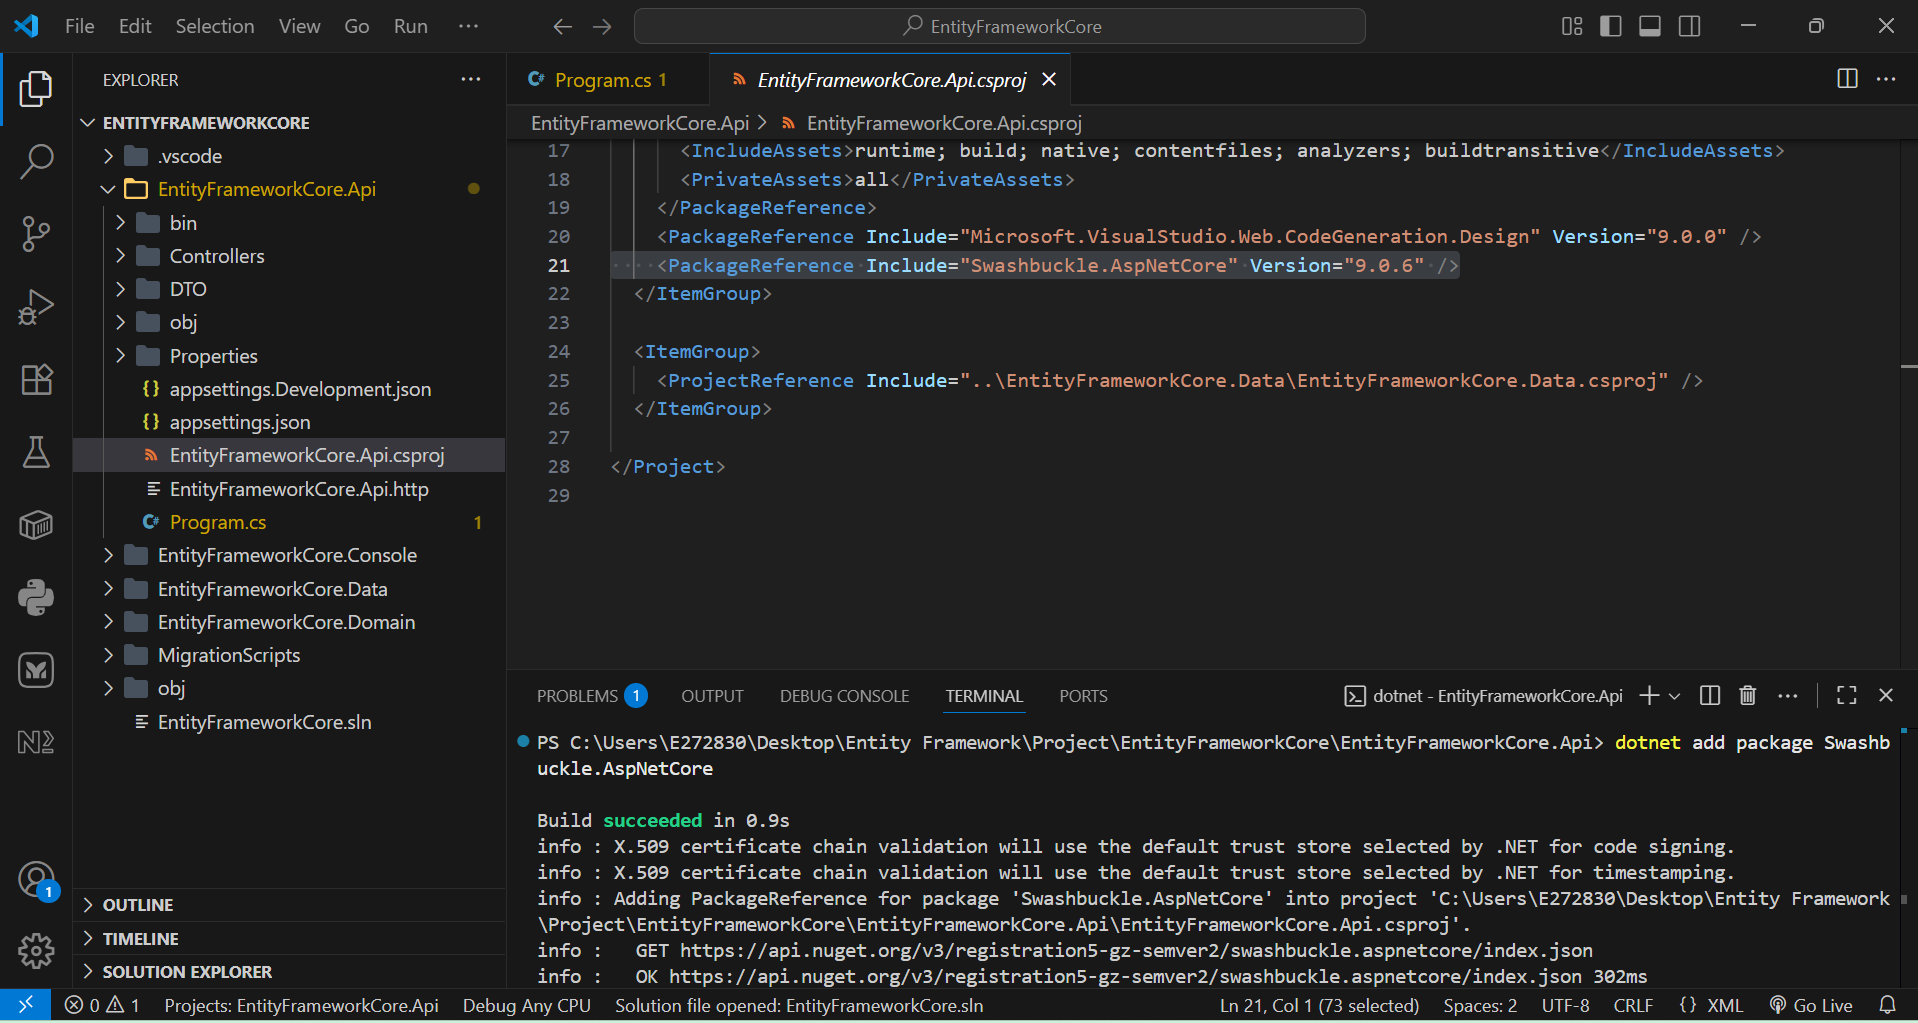 File Edit Selection View Go Run ···
EntityFrameworkCore
EXPLORER
ENTITYFRAMEWORKCORE
.vscode
EntityFrameworkCore.Api
bin
Controllers
DTO
obj
Properties
{} appsettings.Development.json
{} appsettings.json
EntityFrameworkCore.Api.csproj
EntityFrameworkCore.Api.http
C# Program.cs 1
EntityFrameworkCore.Console
EntityFrameworkCore.Data
EntityFrameworkCore.Domain
MigrationScripts
obj
EntityFrameworkCore.sln
OUTLINE
TIMELINE
SOLUTION EXPLORER
1
C# Program.cs 1
EntityFrameworkCore.Api.csproj
EntityFrameworkCore.Api > EntityFrameworkCore.Api.csproj
17 <IncludeAssets>runtime; build; native; contentfiles; analyzers; buildtransitive</IncludeAssets>
18 <PrivateAssets>all</PrivateAssets>
19 </PackageReference>
20 <PackageReference Include="Microsoft.VisualStudio.Web.CodeGeneration.Design" Version="9.0.0" />
21 <PackageReference Include="Swashbuckle.AspNetCore" Version="9.0.6" />
22 </ItemGroup>
23
24 <ItemGroup>
25 <ProjectReference Include="..\EntityFrameworkCore.Data\EntityFrameworkCore.Data.csproj" />
26 </ItemGroup>
27
28 </Project>
29
PROBLEMS 1 OUTPUT DEBUG CONSOLE TERMINAL PORTS
dotnet - EntityFrameworkCore.Api
PS C:\Users\E272830\Desktop\Entity Framework\Project\EntityFrameworkCore\EntityFrameworkCore.Api> dotnet add package Swashb
uckle.AspNetCore
Build succeeded in 0.9s
info : X.509 certificate chain validation will use the default trust store selected by .NET for code signing.
info : X.509 certificate chain validation will use the default trust store selected by .NET for timestamping.
info : Adding PackageReference for package 'Swashbuckle.AspNetCore' into project 'C:\Users\E272830\Desktop\Entity Framework
\Project\EntityFrameworkCore\EntityFrameworkCore.Api\EntityFrameworkCore.Api.csproj'.
info :   GET https://api.nuget.org/v3/registration5-gz-semver2/swashbuckle.aspnetcore/index.json
info :   OK https://api.nuget.org/v3/registration5-gz-semver2/swashbuckle.aspnetcore/index.json 302ms
0 1 Projects: EntityFrameworkCore.Api Debug Any CPU Solution file opened: EntityFrameworkCore.sln Ln 21, Col 1 (73 selected) Spaces: 2 UTF-8 CRLF {} XML Go Live